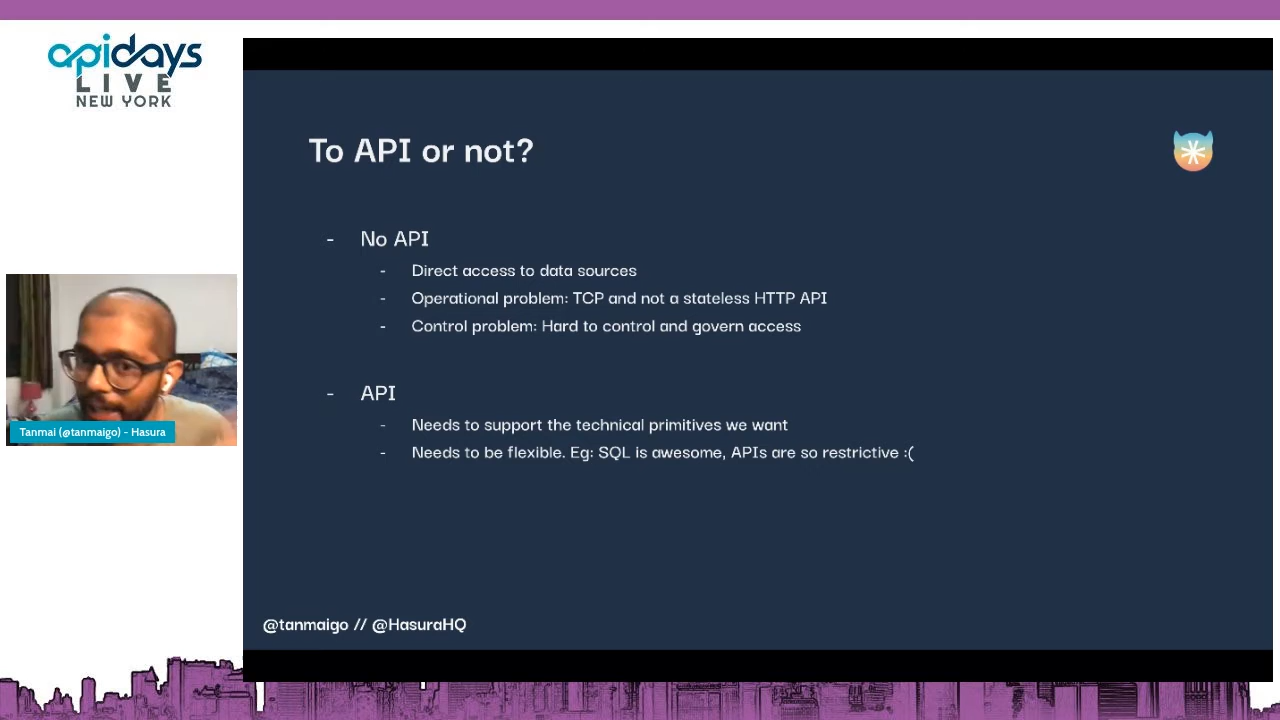 apidays
LIVE
NEW YORK
To API or not?
- No API
- Direct access to data sources
- Operational problem: TCP and not a stateless HTTP API
- Control problem: Hard to control and govern access
- API
- Needs to support the technical primitives we want
- Needs to be flexible. Eg: SQL is awesome, APIs are so restrictive :(
Tanmai (@tanmaigo) - Hasura
@tanmaigo // @HasuraHQ